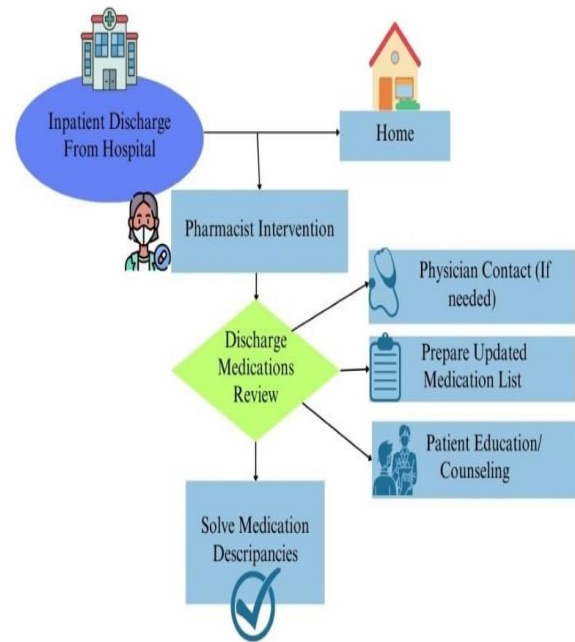 Inpatient Discharge
From Hospital
Home
Pharmacist Intervention
Physician Contact (If
needed)
Discharge
Medications
Review
Prepare Updated
Medication List
Patient Education/
Counseling
Solve Medication
Descripancies